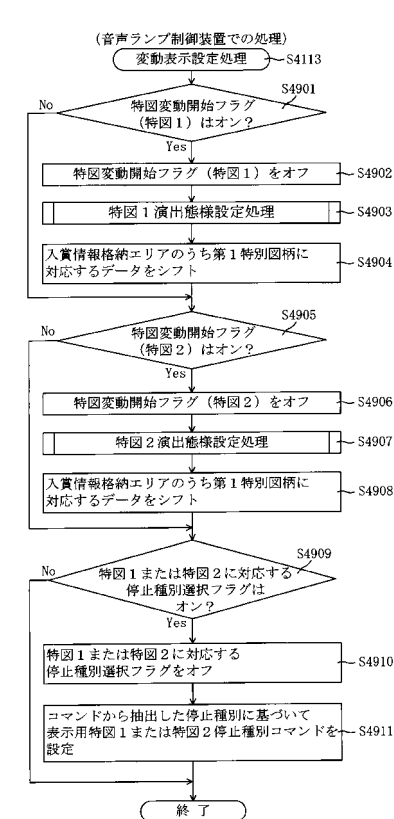 (音声ランプ制御装置での処理)
変動表示設定処理
S4113
S4901
No
特図変動開始フラグ
(特図1)はオン?
Yes
特図変動開始フラグ(特図1)をオフ
S4902
特図1演出態様設定処理
S4903
入賞情報格納エリアのうち第1特別図柄に
対応するデータをシフト
S4904
S4905
No
特図変動開始フラグ
(特図2)はオン?
Yes
特図変動開始フラグ(特図2)をオフ
S4906
特図2演出態様設定処理
S4907
入賞情報格納エリアのうち第1特別図柄に
対応するデータをシフト
S4908
S4909
No
特図1または特図2に対応する
停止種別選択フラグは
オン?
Yes
特図1または特図2に対応する
停止種別選択フラグをオフ
S4910
コマンドから抽出した停止種別に基づいて
表示用特図1または特図2停止種別コマンドを
設定
S4911
終了